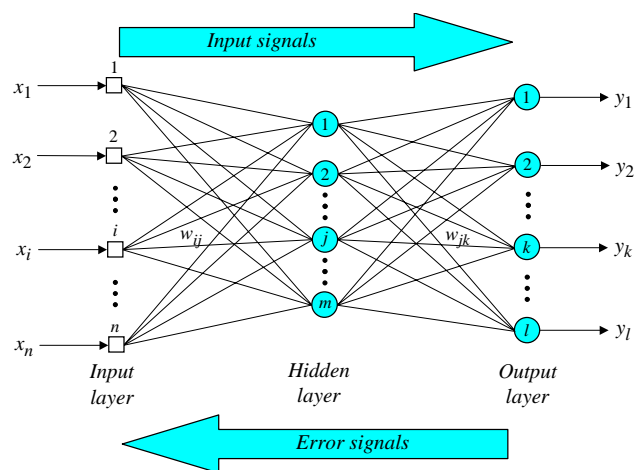 Input signals
1
x1
1
y1
1
2
x2
2
2
y2
i
xi
wij
j
wjk
k
yk
m
n
xn
l
yl
Input layer
Hidden layer
Output layer
Error signals